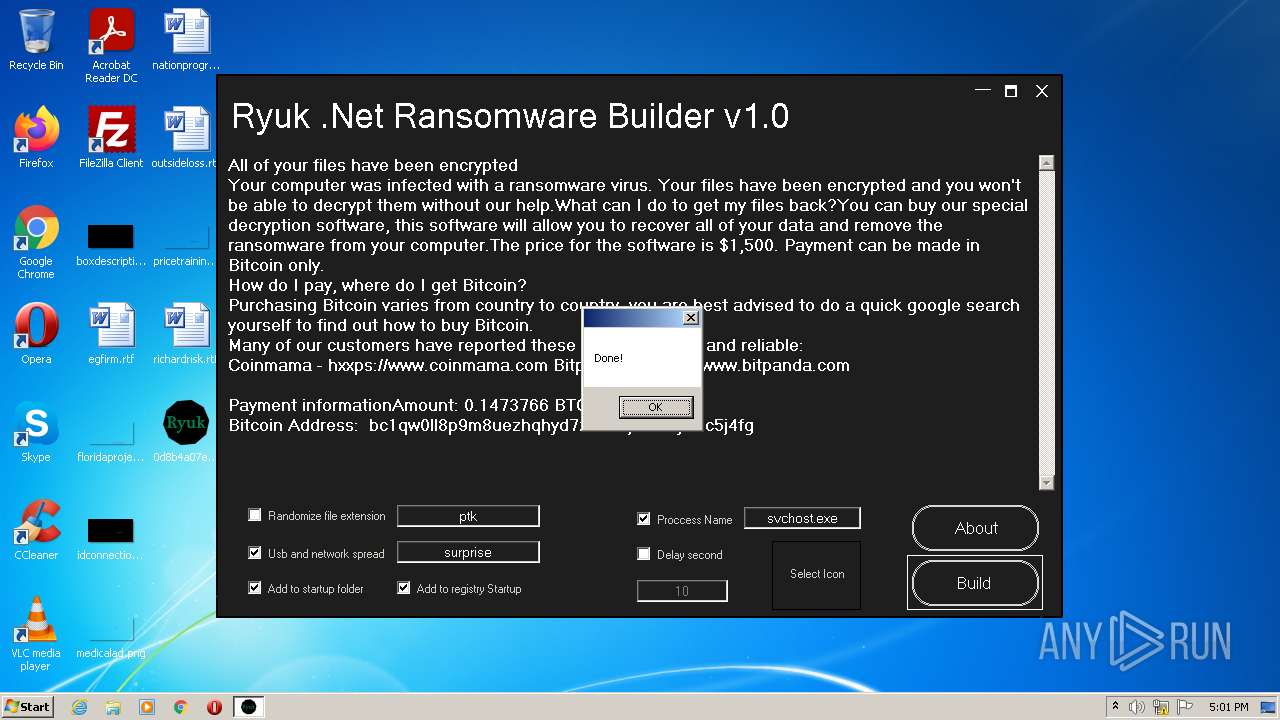 Recycle Bin
Acrobat
Reader DC
nationprogr...
Firefox
FileZilla Client
outsideloss.rt
Google
Chrome
boxdescripti...
pricetrainin...
Opera
egfirm.rtf
richardrisk.rt
Skype
floridaproje...
Ryuk
0d8b4a07e...
CCleaner
idconnectio...
VLC media
player
medicalad.png
Ryuk .Net Ransomware Builder v1.0
All of your files have been encrypted
Your computer was infected with a ransomware virus. Your files have been encrypted and you won't
be able to decrypt them without our help.What can I do to get my files back?You can buy our special
decryption software, this software will allow you to recover all of your data and remove the
ransomware from your computer.The price for the software is $1,500. Payment can be made in
Bitcoin only.
How do I pay, where do I get Bitcoin?
Purchasing Bitcoin varies from country to country, you are best advised to do a quick google search
yourself to find out how to buy Bitcoin.
Many of our customers have reported these and reliable:
Coinmama - hxxps://www.coinmama.com Bitp www.bitpanda.com
Payment informationAmount: 0.1473766 BTC
Bitcoin Address: bc1qw0ll8p9m8uezhqhyd7 c5j4fg
Done!
OK
Randomize file extension
ptk
Proccess Name
svchost.exe
About
Usb and network spread
surprise
Delay second
Select Icon
Build
Add to startup folder
Add to registry Startup
10
ANY RUN
Start
5:01 PM